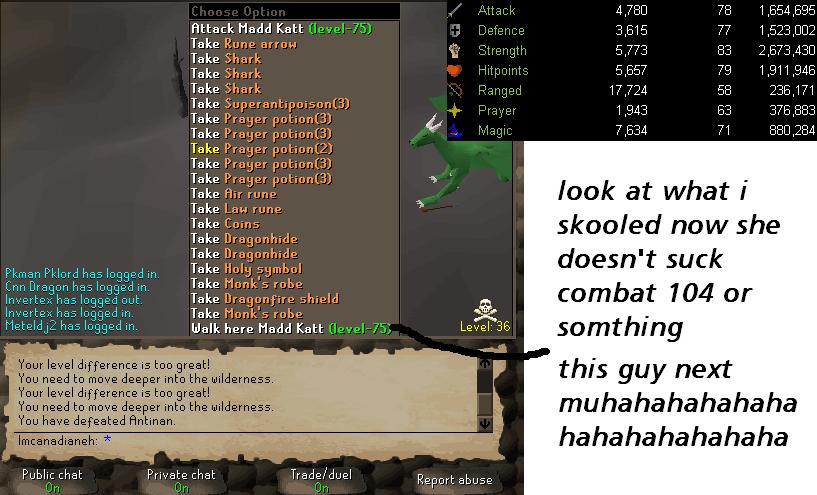 Choose Option
Attack Madd Katt (level-75)
Take Rune arrow
Take Shark
Take Shark
Take Shark
Take Superantipoison(3)
Take Prayer potion(3)
Take Prayer potion(3)
Take Prayer potion(2)
Take Prayer potion(3)
Take Prayer potion(3)
Take Air rune
Take Law rune
Take Coins
Take Dragonhide
Take Dragonhide
Take Holy symbol
Take Monk's robe
Take Dragonfire shield
Take Monk's robe
Walk here Madd Katt (level-75)
Attack 4,780 78 1,654,695
Defence 3,615 77 1,523,002
Strength 5,773 83 2,673,430
Hitpoints 5,657 79 1,911,946
Ranged 17,724 58 236,171
Prayer 1,943 63 376,883
Magic 7,634 71 880,284
Pkman Pklord has logged in.
Cnn Dragon has logged in.
Invertex has logged out.
Invertex has logged in.
Meteld j2 has logged in.
Level: 36
Your level difference is too great!
You need to move deeper into the wilderness.
Your level difference is too great!
You need to move deeper into the wilderness.
You have defeated Antinan.
Imcanadianeh: *
Public chat
On
Private chat
On
Trade/duel
On
Report abuse
look at what i
skooled now she
doesn't suck
combat 104 or
somthing
this guy next
muhahahahahaha
hahahahahahaha